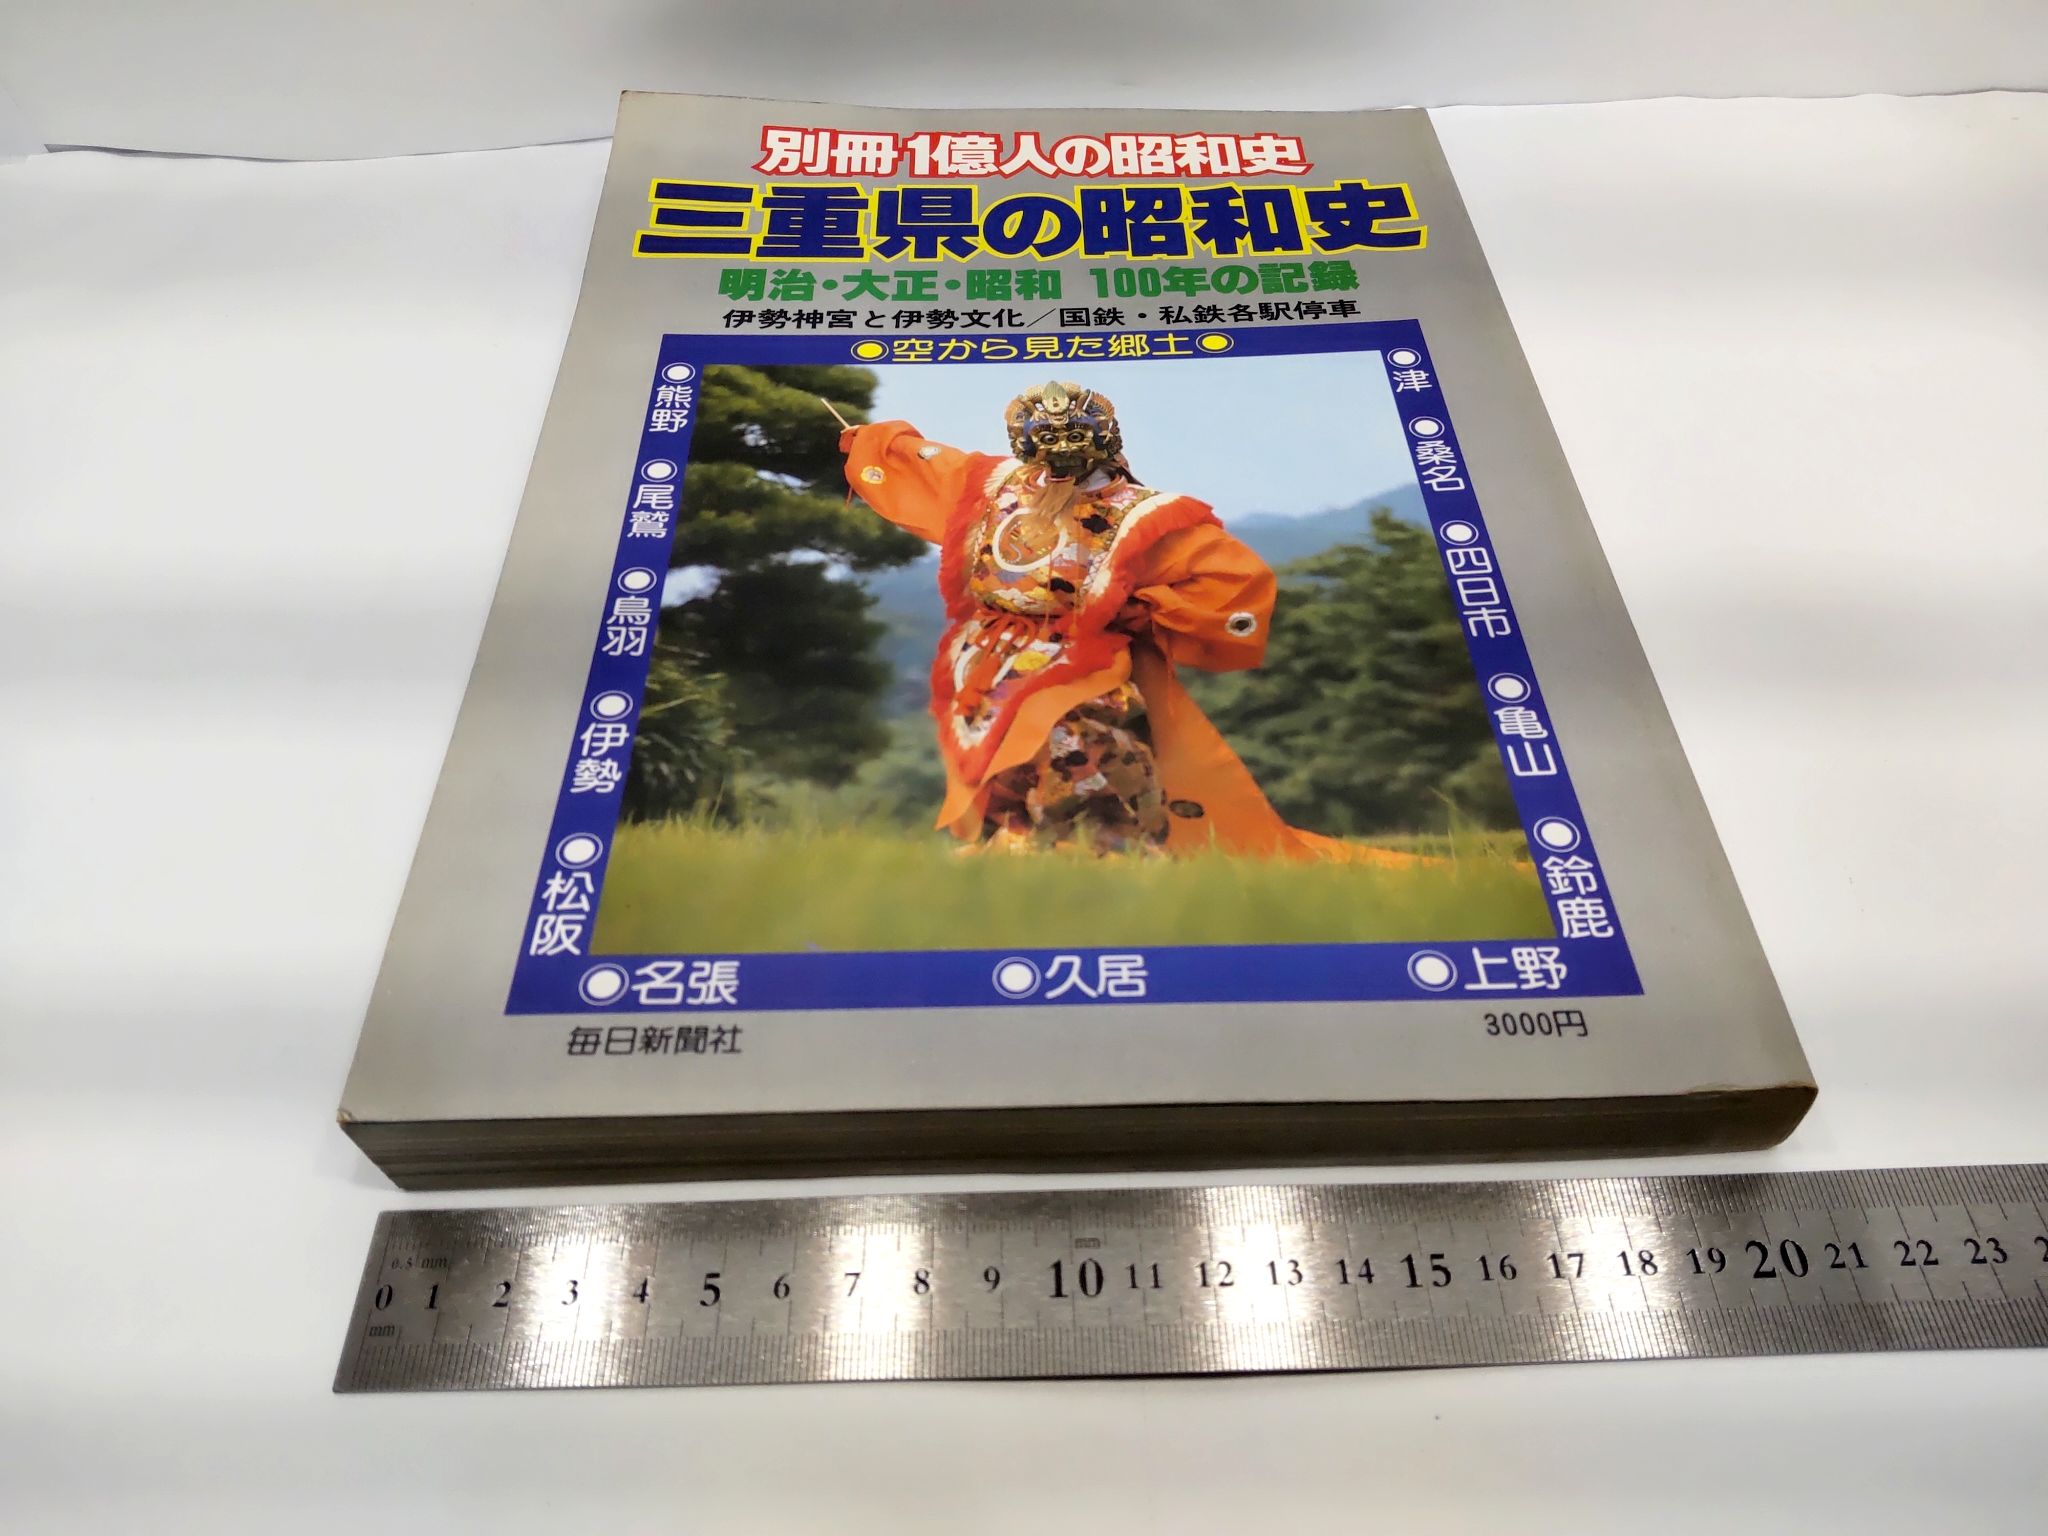 別冊1億人の昭和史
三重県の昭和史
明治・大正・昭和 100年の記録
伊勢神宮と伊勢文化／国鉄・私鉄各駅停車
◉空から見た郷土◉
◉津
◉桑名
◉四日市
◉亀山
◉鈴鹿
◉熊野
◉尾鷲
◉鳥羽
◉伊勢
◉松阪
◉名張 ◉久居 ◉上野
毎日新聞社 3000円
0.5 mm
mm
0 1 2 3 4 5 6 7 8 9 10 11 12 13 14 15 16 17 18 19 20 21 22 23
mm